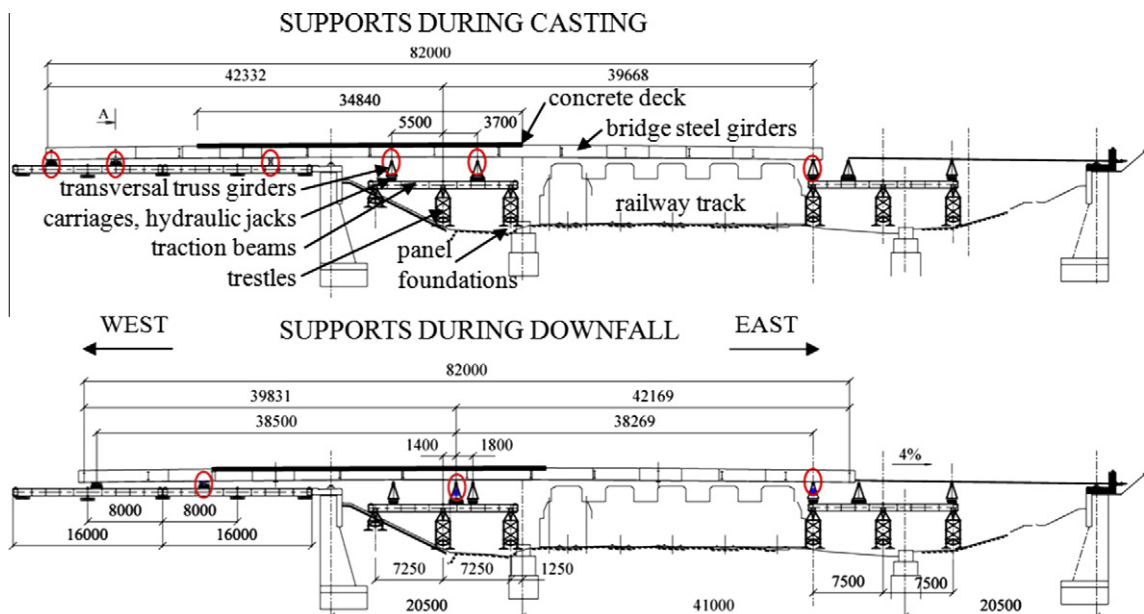 SUPPORTS DURING CASTING
82000
42332 39668
34840 concrete deck
A 5500 3700 bridge steel girders
transversal truss girders
carriages, hydraulic jacks railway track
traction beams panel
trestles foundations
WEST SUPPORTS DURING DOWNFALL EAST
82000
39831 42169
38500 38269
1400 1800 4%
8000 8000
16000 16000
7250 7250 1250 7500 7500
20500 41000 20500